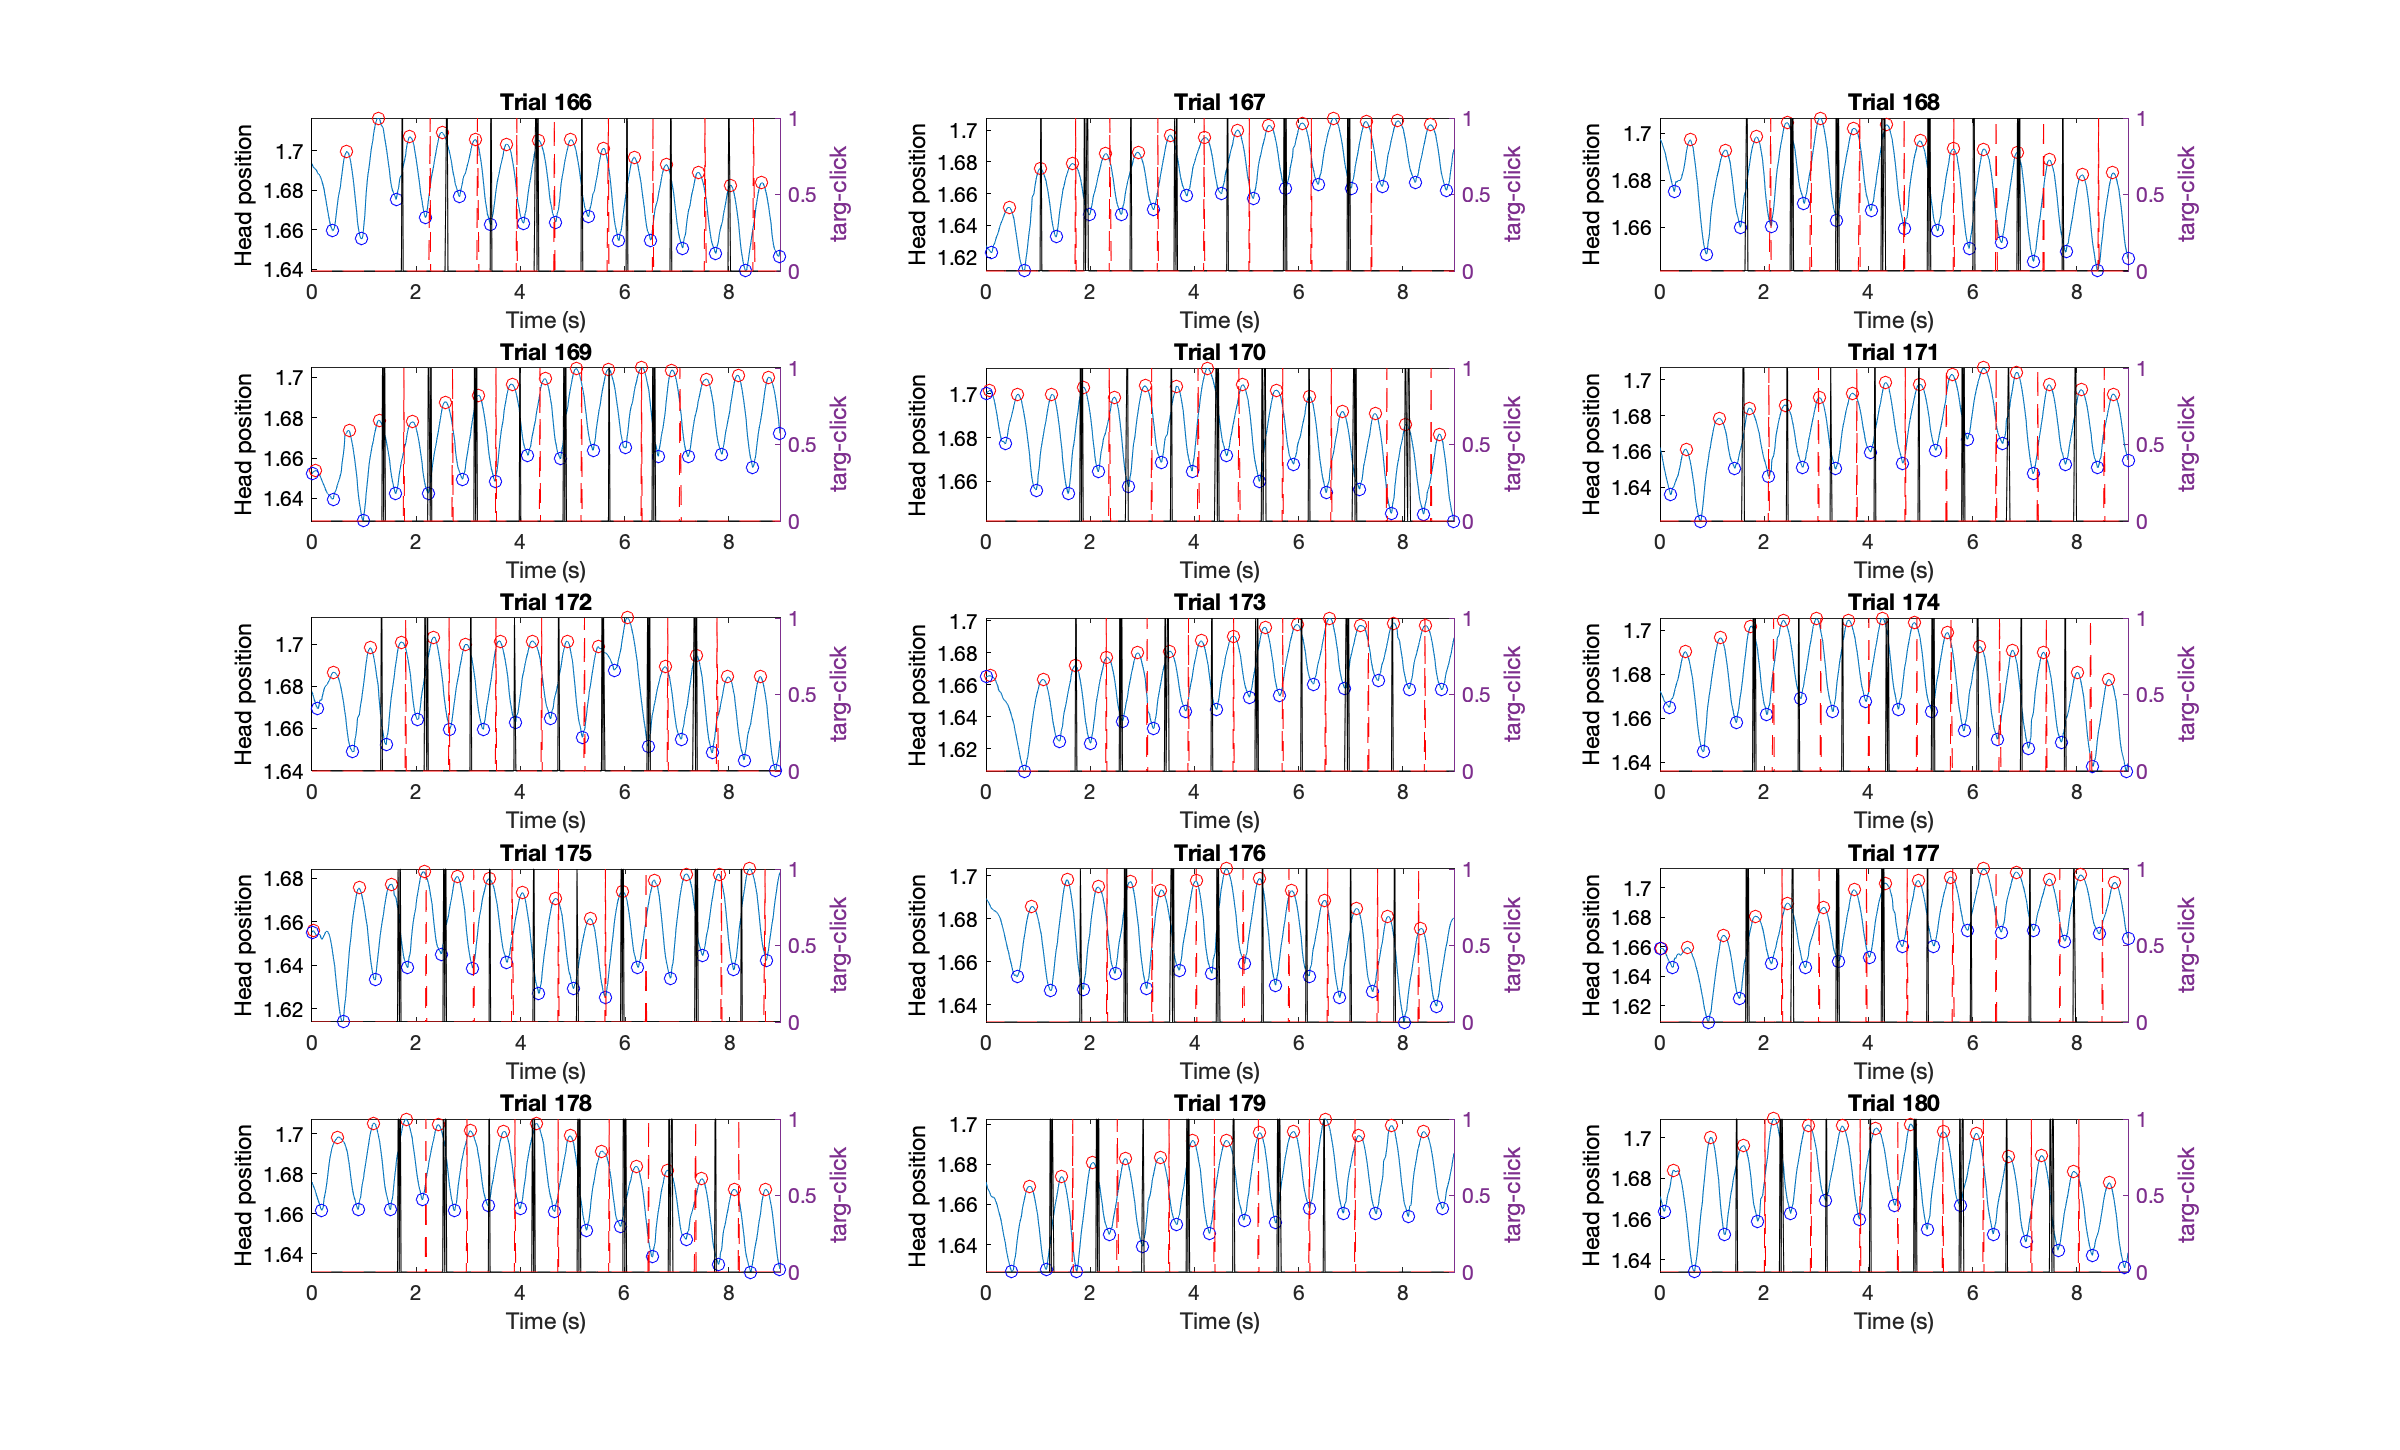 Trial 166
Head position
1.7
1.68
1.66
1.64
0 2 4 6 8
Time (s)
1
0.5
0
targ-click
Trial 167
Head position
1.7
1.68
1.66
1.64
1.62
0 2 4 6 8
Time (s)
1
0.5
0
targ-click
Trial 168
Head position
1.7
1.68
1.66
0 2 4 6 8
Time (s)
1
0.5
0
targ-click
Trial 169
Head position
1.7
1.68
1.66
1.64
0 2 4 6 8
Time (s)
1
0.5
0
targ-click
Trial 170
Head position
1.7
1.68
1.66
0 2 4 6 8
Time (s)
1
0.5
0
targ-click
Trial 171
Head position
1.7
1.68
1.66
1.64
0 2 4 6 8
Time (s)
1
0.5
0
targ-click
Trial 172
Head position
1.7
1.68
1.66
1.64
0 2 4 6 8
Time (s)
1
0.5
0
targ-click
Trial 173
Head position
1.7
1.68
1.66
1.64
1.62
0 2 4 6 8
Time (s)
1
0.5
0
targ-click
Trial 174
Head position
1.7
1.68
1.66
1.64
0 2 4 6 8
Time (s)
1
0.5
0
targ-click
Trial 175
Head position
1.68
1.66
1.64
1.62
0 2 4 6 8
Time (s)
1
0.5
0
targ-click
Trial 176
Head position
1.7
1.68
1.66
1.64
0 2 4 6 8
Time (s)
1
0.5
0
targ-click
Trial 177
Head position
1.7
1.68
1.66
1.64
1.62
0 2 4 6 8
Time (s)
1
0.5
0
targ-click
Trial 178
Head position
1.7
1.68
1.66
1.64
0 2 4 6 8
Time (s)
1
0.5
0
targ-click
Trial 179
Head position
1.7
1.68
1.66
1.64
0 2 4 6 8
Time (s)
1
0.5
0
targ-click
Trial 180
Head position
1.7
1.68
1.66
1.64
0 2 4 6 8
Time (s)
1
0.5
0
targ-click